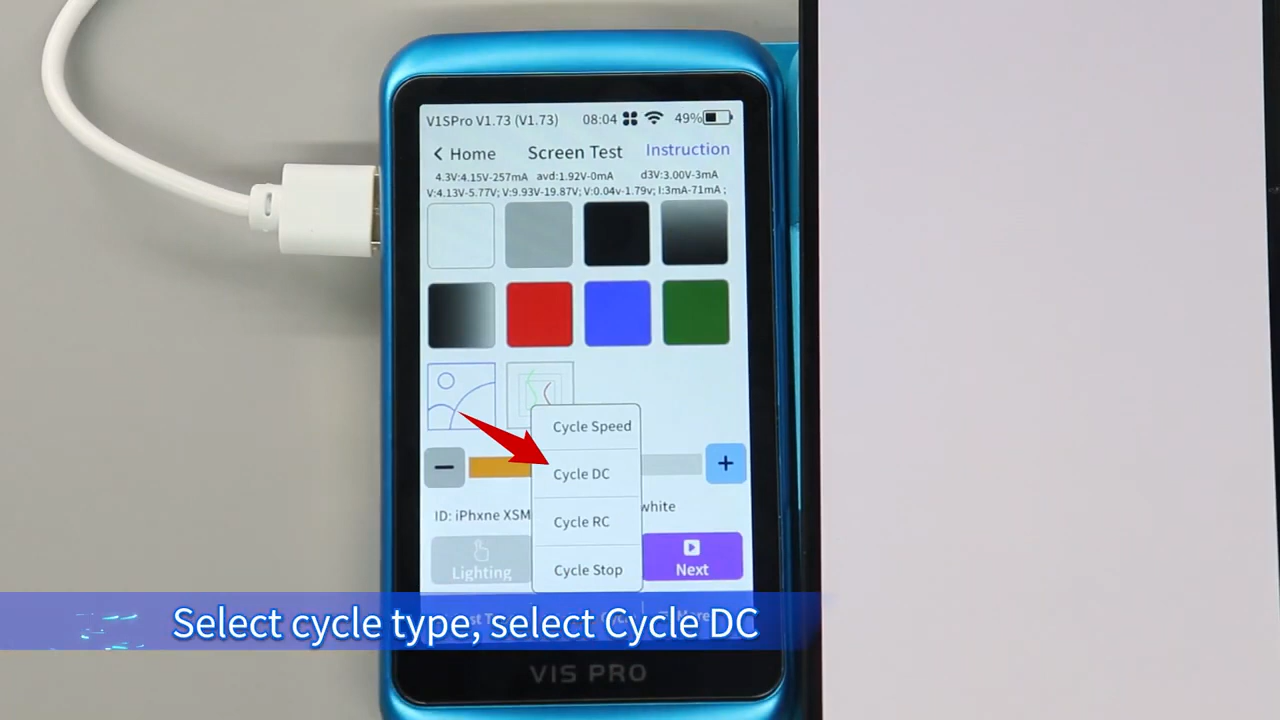 V1SPro V1.73 (V1.73) 08:04 49%
Home Screen Test Instruction
4.3V:4.15V-257mA avd:1.92V-0mA d3V:3.00V-3mA
V:4.13V-5.77V; V:9.93V-19.87V; V:0.04v-1.79v; I:3mA-71mA ;
Cycle Speed
− +
Cycle DC
ID: iPhxne XSM white
Cycle RC
Lighting Cycle Stop Next
Select cycle type, select Cycle DC
VIS PRO